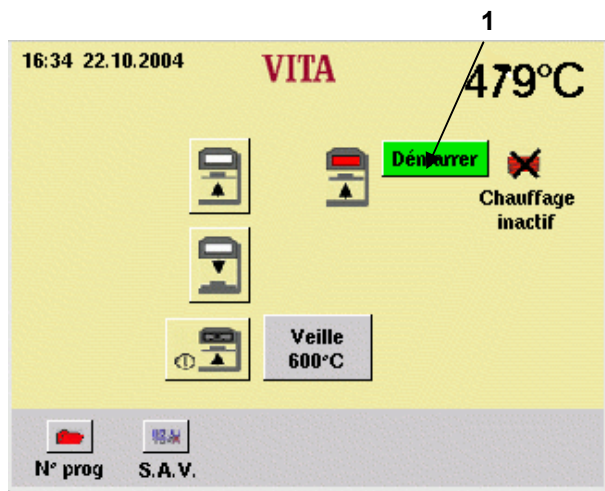 1
16:34 22.10.2004
VITA
479°C
Démarrer
Chauffage
inactif
Veille
600°C
N° prog
S.A.V.